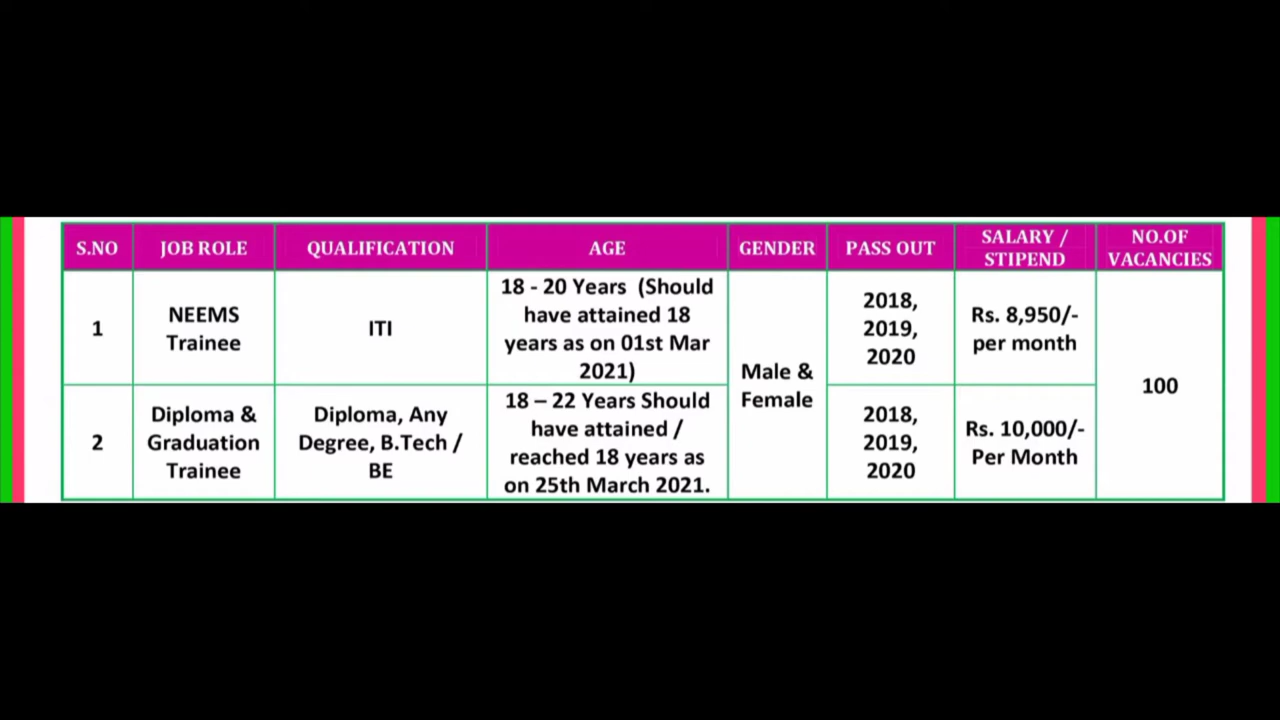 S.NO
JOB ROLE
QUALIFICATION
AGE
GENDER
PASS OUT
SALARY /
STIPEND
NO.OF
VACANCIES
1
NEEMS
Trainee
ITI
18 - 20 Years (Should
have attained 18
years as on 01st Mar
2021)
Male &
Female
2018,
2019,
2020
Rs. 8,950/-
per month
100
2
Diploma &
Graduation
Trainee
Diploma, Any
Degree, B.Tech /
BE
18 – 22 Years Should
have attained /
reached 18 years as
on 25th March 2021.
2018,
2019,
2020
Rs. 10,000/-
Per Month